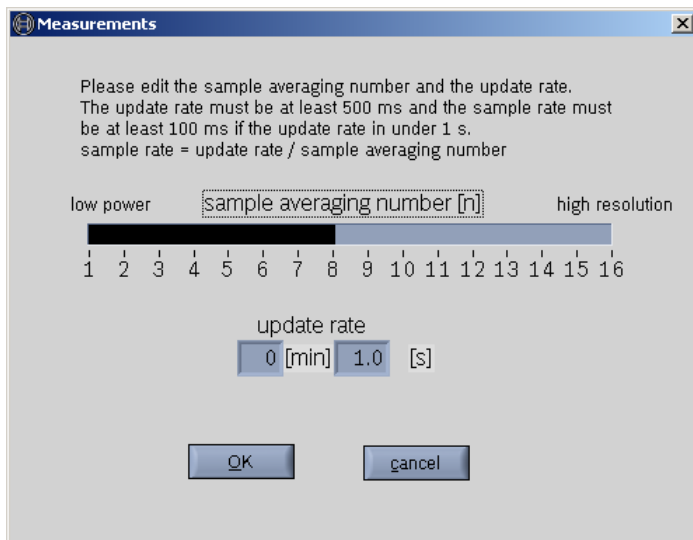 Measurements
Please edit the sample averaging number and the update rate.
The update rate must be at least 500 ms and the sample rate must
be at least 100 ms if the update rate in under 1 s.
sample rate = update rate / sample averaging number
low power sample averaging number [n] high resolution
1 2 3 4 5 6 7 8 9 10 11 12 13 14 15 16
update rate
0 [min] 1.0 [s]
OK cancel